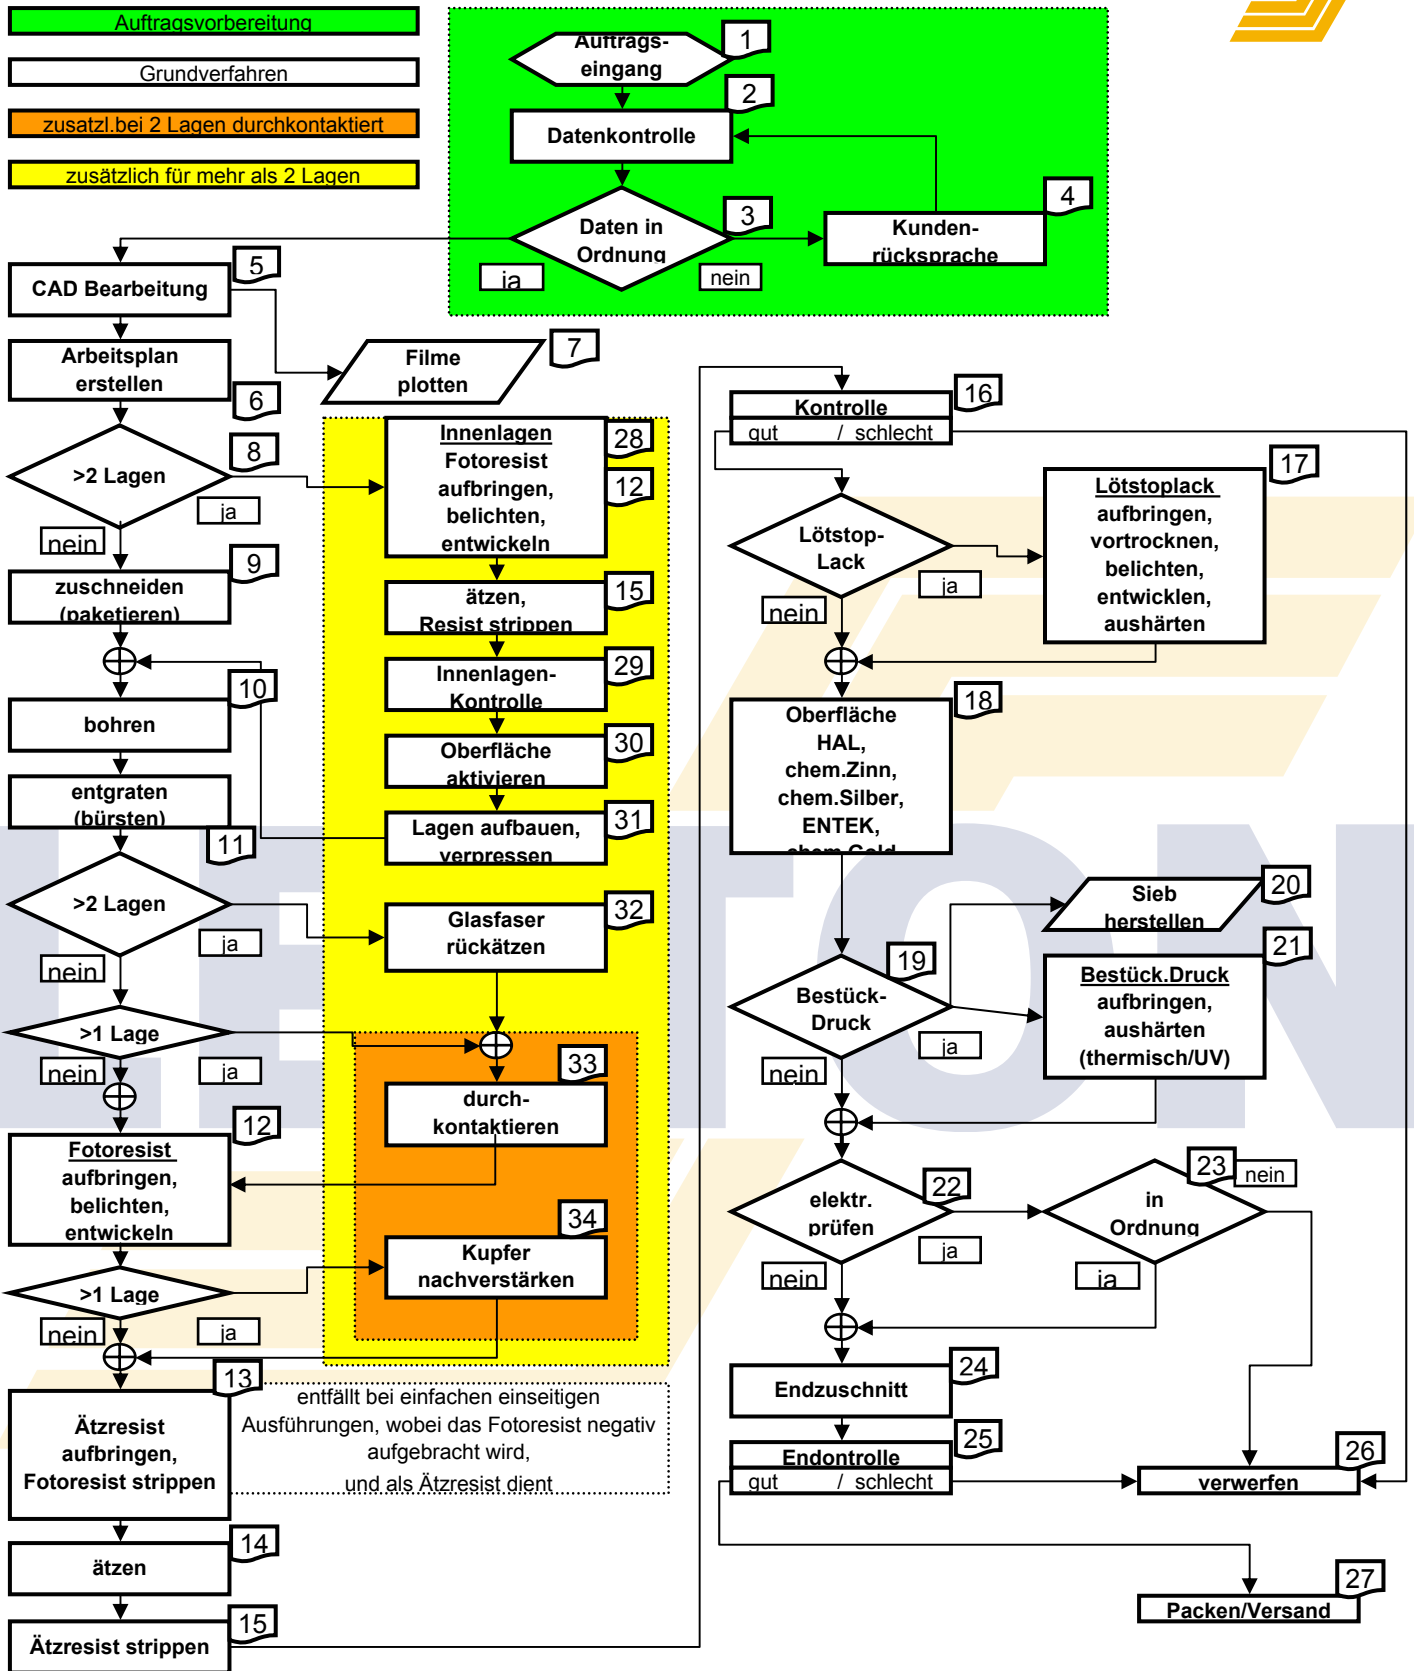 Auftragsvorbereitung
Grundverfahren
zusatzl.bei 2 Lagen durchkontaktiert
zusätzlich für mehr als 2 Lagen
Auftrags-
eingang
1
Datenkontrolle
2
Daten in
Ordnung
3
ja
nein
Kunden-
rücksprache
4
CAD Bearbeitung
5
Arbeitsplan
erstellen
6
Filme
plotten
7
>2 Lagen
8
ja
nein
zuschneiden
(paketieren)
9
bohren
10
entgraten
(bürsten)
11
>2 Lagen
ja
nein
>1 Lage
nein
ja
Fotoresist
aufbringen,
belichten,
entwickeln
12
>1 Lage
nein
ja
Ätzresist
aufbringen,
Fotoresist strippen
13
entfällt bei einfachen einseitigen
Ausführungen, wobei das Fotoresist negativ
aufgebracht wird,
und als Ätzresist dient
ätzen
14
Ätzresist strippen
15
Innenlagen
Fotoresist
aufbringen,
belichten,
entwickeln
28
12
ätzen,
Resist strippen
15
Innenlagen-
Kontrolle
29
Oberfläche
aktivieren
30
Lagen aufbauen,
verpressen
31
Glasfaser
rückätzen
32
durch-
kontaktieren
33
Kupfer
nachverstärken
34
Kontrolle
gut / schlecht
16
Lötstop-
Lack
ja
nein
Lötstoplack
aufbringen,
vortrocknen,
belichten,
entwicklen,
aushärten
17
Oberfläche
HAL,
chem.Zinn,
chem.Silber,
ENTEK,
chem.Gold
18
Bestück-
Druck
19
ja
nein
Sieb
herstellen
20
Bestück.Druck
aufbringen,
aushärten
(thermisch/UV)
21
elektr.
prüfen
22
ja
nein
in
Ordnung
23
nein
ja
Endzuschnitt
24
Endontrolle
gut / schlecht
25
verwerfen
26
Packen/Versand
27